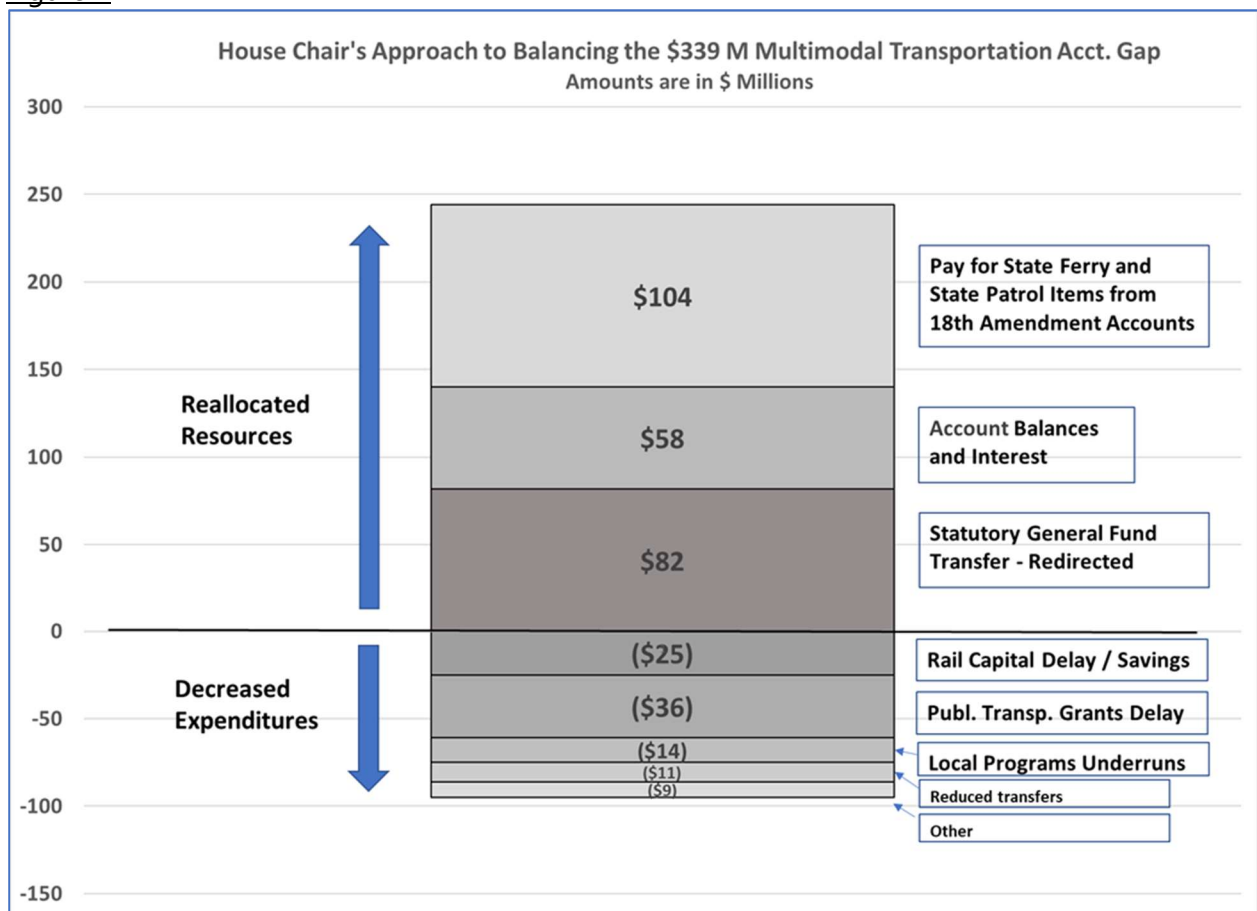 House Chair's Approach to Balancing the $339 M Multimodal Transportation Acct. Gap
Amounts are in $ Millions
300
250
200
150
100
50
0
-50
-100
-150
Reallocated
Resources
Decreased
Expenditures
$104
$58
$82
($25)
($36)
($14)
($11)
($9)
Pay for State Ferry and
State Patrol Items from
18th Amendment Accounts
Account Balances
and Interest
Statutory General Fund
Transfer - Redirected
Rail Capital Delay / Savings
Publ. Transp. Grants Delay
Local Programs Underruns
Reduced transfers
Other